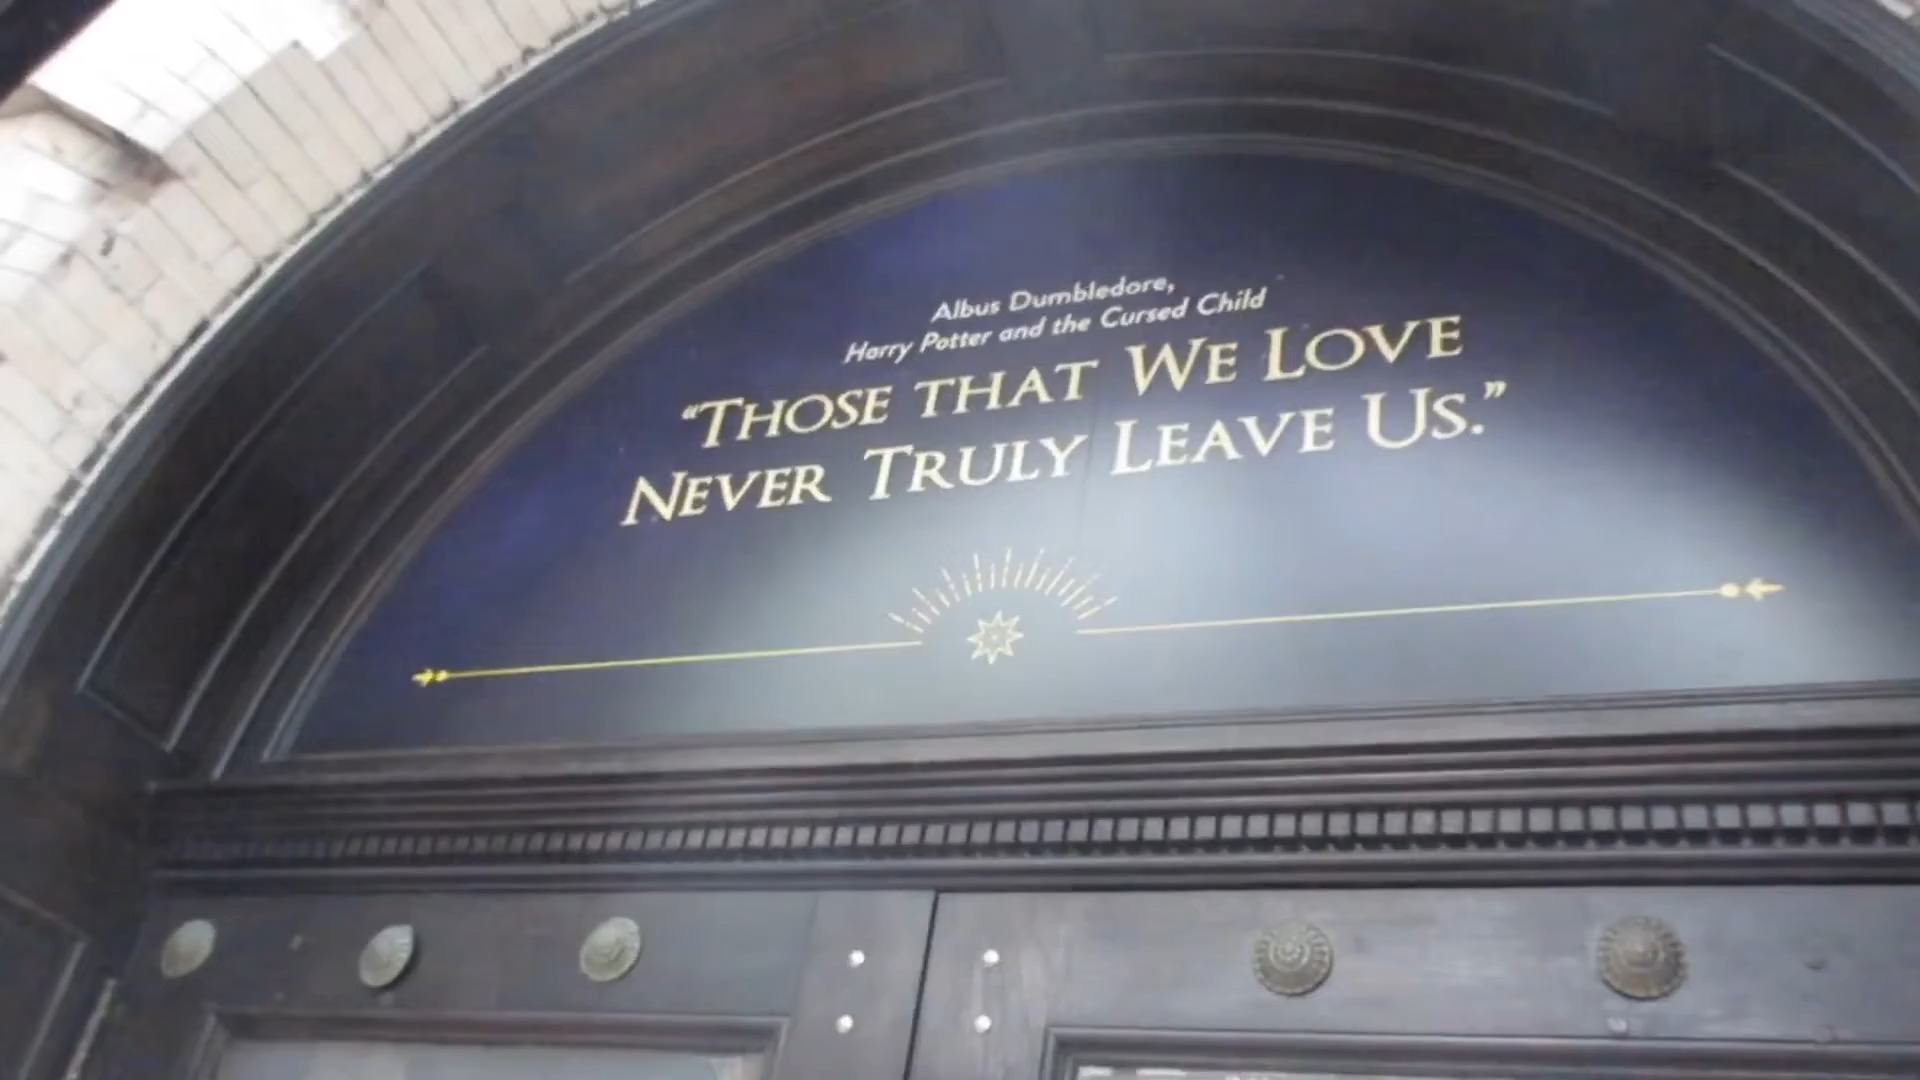 Albus Dumbledore,
Harry Potter and the Cursed Child
“THOSE THAT WE LOVE
NEVER TRULY LEAVE US.”